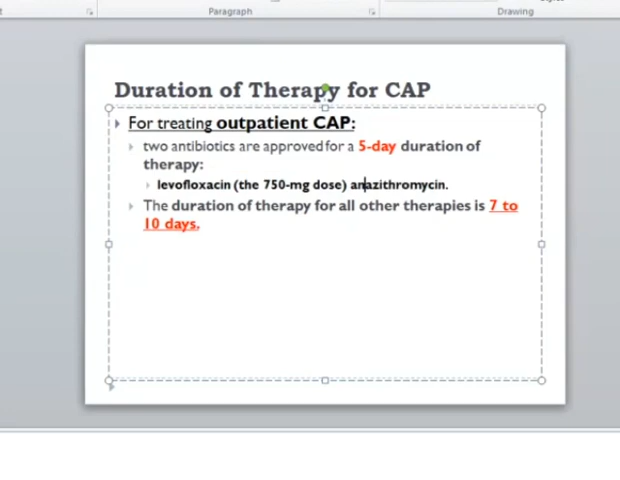 Paragraph
Drawing
Duration of Therapy for CAP
For treating outpatient CAP:
two antibiotics are approved for a 5-day duration of
therapy:
levofloxacin (the 750-mg dose) anazithromycin.
The duration of therapy for all other therapies is 7 to
10 days.